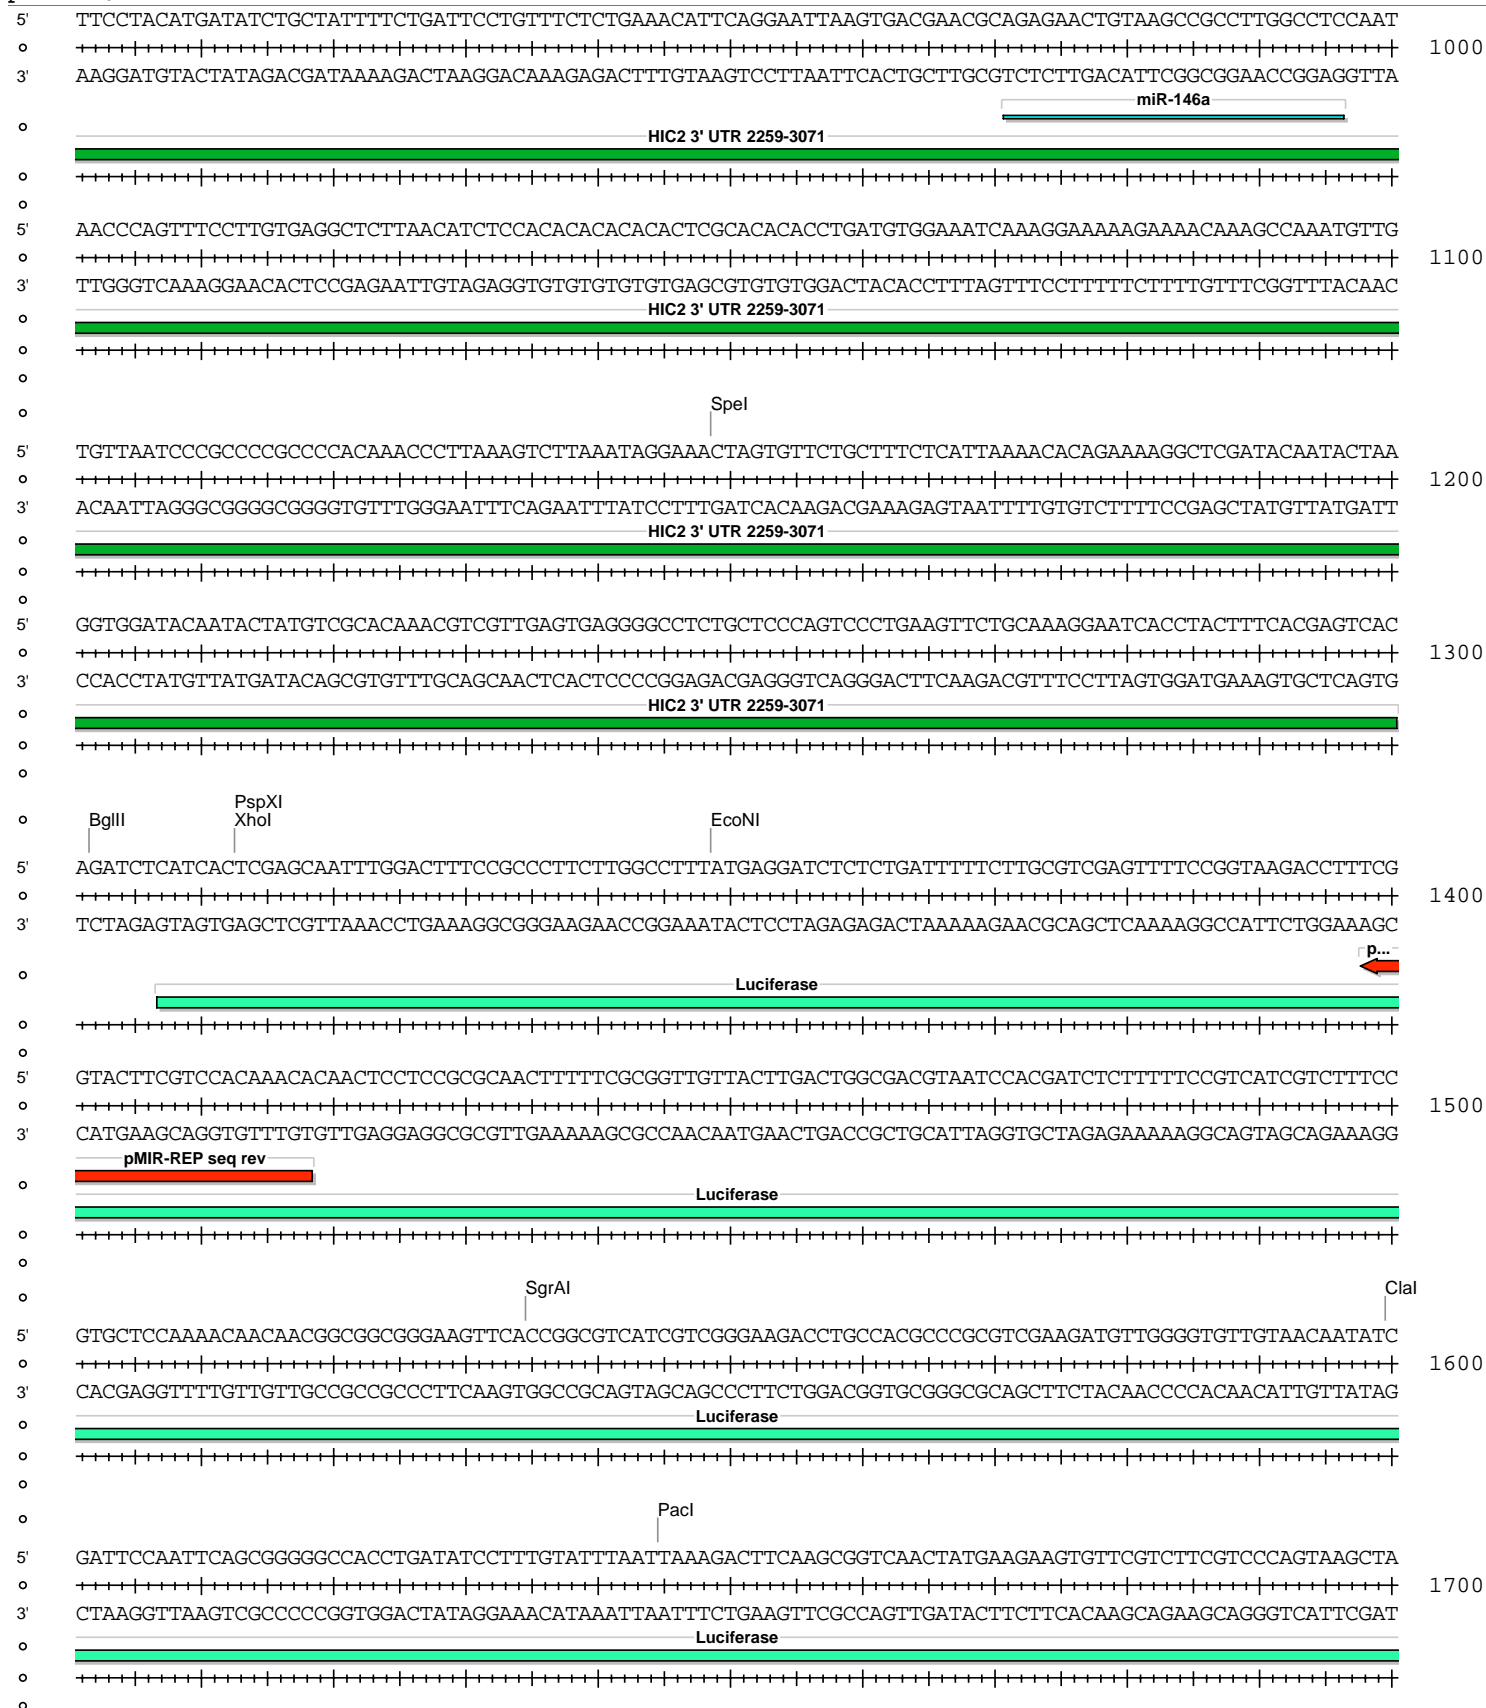 5' TTCCTACATGATATCTGCTATTTTCTGATTCCTGTTTCTCTGAAACATTCAGGAATTAAGTGACGAACGCAGAGAACTGTAAGCCGCCTTGGCCTCCAAT
1000
3' AAGGATGTACTATAGACGATAAAAGACTAAGGACAAAGAGACTTTGTAAGTCCTTAATTCACTGCTTGCGTCTCTTGACATTCGGCGGAACCGGAGGTTA
miR-146a
HIC2 3' UTR 2259-3071
5' AACCCAGTTTCCTTGTGAGGCTCTTAACATCTCCACACACACACACTCGCACACACCTGATGTGGAAATCAAAGGAAAAAGAAAACAAAGCCAAATGTTG
1100
3' TTGGGTCAAAGGAACACTCCGAGAATTGTAGAGGTGTGTGTGTGTGAGCGTGTGTGGACTACACCTTTAGTTTCCTTTTTCTTTTGTTTCGGTTTACAAC
HIC2 3' UTR 2259-3071
SpeI
5' TGTTAATCCCGCCCCGCCCCACAAACCCTTAAAGTCTTAAATAGGAAACTAGTGTTCTGCTTTCTCATTAAAACACAGAAAAGGCTCGATACAATACTAA
1200
3' ACAATTAGGGCGGGGCGGGGTGTTTGGGAATTTCAGAATTTATCCTTTGATCACAAGACGAAAGAGTAATTTTGTGTCTTTTCCGAGCTATGTTATGATT
HIC2 3' UTR 2259-3071
5' GGTGGATACAATACTATGTCGCACAAACGTCGTTGAGTGAGGGGCCTCTGCTCCCAGTCCCTGAAGTTCTGCAAAGGAATCACCTACTTTCACGAGTCAC
1300
3' CCACCTATGTTATGATACAGCGTGTTTGCAGCAACTCACTCCCCGGAGACGAGGGTCAGGGACTTCAAGACGTTTCCTTAGTGGATGAAAGTGCTCAGTG
HIC2 3' UTR 2259-3071
PspXI
BglII XhoI EcoNI
5' AGATCTCATCACTCGAGCAATTTGGACTTTCCGCCCTTCTTGGCCTTTATGAGGATCTCTCTGATTTTTCTTGCGTCGAGTTTTCCGGTAAGACCTTTCG
1400
3' TCTAGAGTAGTGAGCTCGTTAAACCTGAAAGGCGGGAAGAACCGGAAATACTCCTAGAGAGACTAAAAAGAACGCAGCTCAAAAGGCCATTCTGGAAAGC
p...
Luciferase
5' GTACTTCGTCCACAAACACAACTCCTCCGCGCAACTTTTTCGCGGTTGTTACTTGACTGGCGACGTAATCCACGATCTCTTTTTCCGTCATCGTCTTTCC
1500
3' CATGAAGCAGGTGTTTGTGTTGAGGAGGCGCGTTGAAAAAGCGCCAACAATGAACTGACCGCTGCATTAGGTGCTAGAGAAAAAGGCAGTAGCAGAAAGG
pMIR-REP seq rev
Luciferase
SgrAI ClaI
5' GTGCTCCAAAACAACAACGGCGGCGGGAAGTTCACCGGCGTCATCGTCGGGAAGACCTGCCACGCCCGCGTCGAAGATGTTGGGGTGTTGTAACAATATC
1600
3' CACGAGGTTTTGTTGTTGCCGCCGCCCTTCAAGTGGCCGCAGTAGCAGCCCTTCTGGACGGTGCGGGCGCAGCTTCTACAACCCCACAACATTGTTATAG
Luciferase
PacI
5' GATTCCAATTCAGCGGGGGCCACCTGATATCCTTTGTATTTAATTAAAGACTTCAAGCGGTCAACTATGAAGAAGTGTTCGTCTTCGTCCCAGTAAGCTA
1700
3' CTAAGGTTAAGTCGCCCCCGGTGGACTATAGGAAACATAAATTAATTTCTGAAGTTCGCCAGTTGATACTTCTTCACAAGCAGAAGCAGGGTCATTCGAT
Luciferase